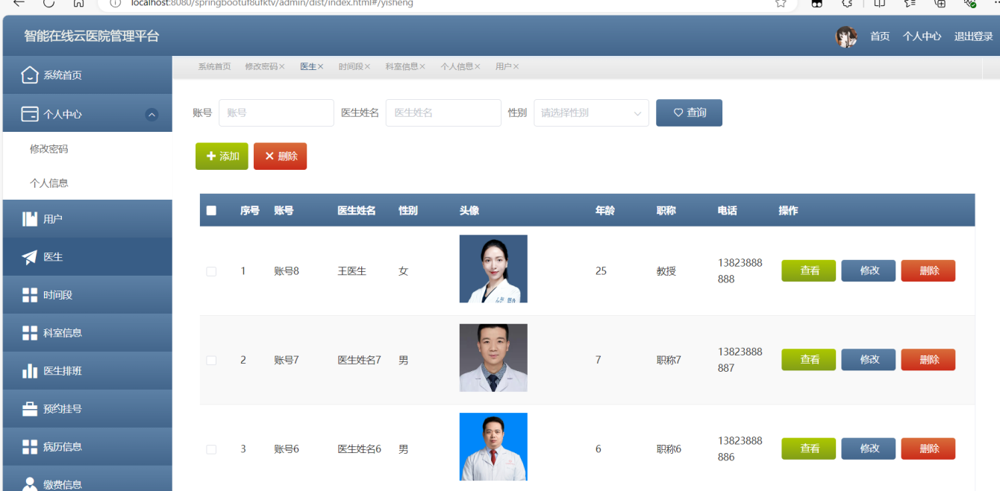 localhost:8080/springbootuf8ufktv/admin/dist/index.html#/yisheng
智能在线云医院管理平台
首页 个人中心 退出登录
系统首页 修改密码× 医生× 时间段× 科室信息× 个人信息× 用户×
系统首页
个人中心
修改密码
个人信息
用户
医生
时间段
科室信息
医生排班
预约挂号
病历信息
缴费信息
账号 账号 医生姓名 医生姓名 性别 请选择性别 查询
添加 删除
序号 账号 医生姓名 性别 头像 年龄 职称 电话 操作
1 账号8 王医生 女 25 教授 13823888
888 查看 修改 删除
2 账号7 医生姓名7 男 7 职称7 13823888
887 查看 修改 删除
3 账号6 医生姓名6 男 6 职称6 13823888
886 查看 修改 删除